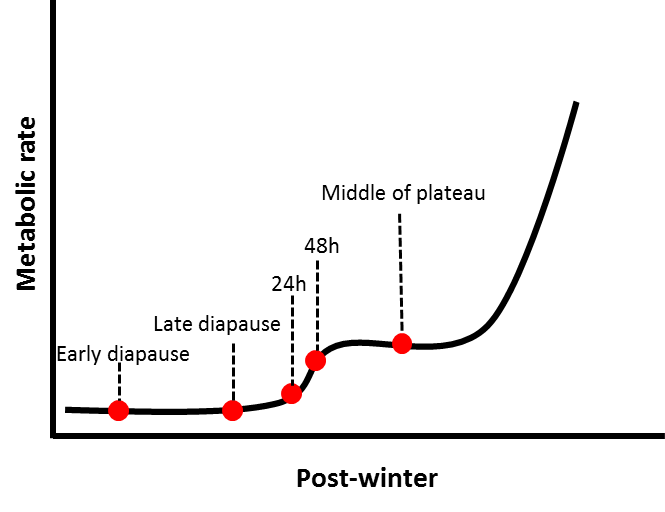 Metabolic rate
Middle of plateau
48h
24h
Late diapause
Early diapause
Post-winter